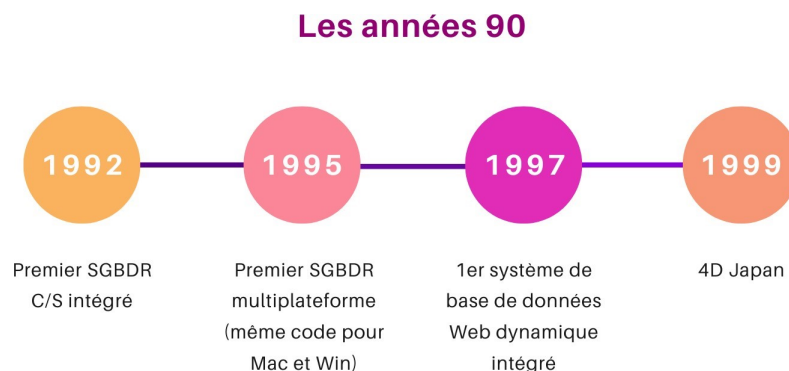 Les années 90
1992
1995
1997
1999
Premier SGBDR
C/S intégré
Premier SGBDR
multiplateforme
(même code pour
Mac et Win)
1er système de
base de données
Web dynamique
intégré
4D Japan